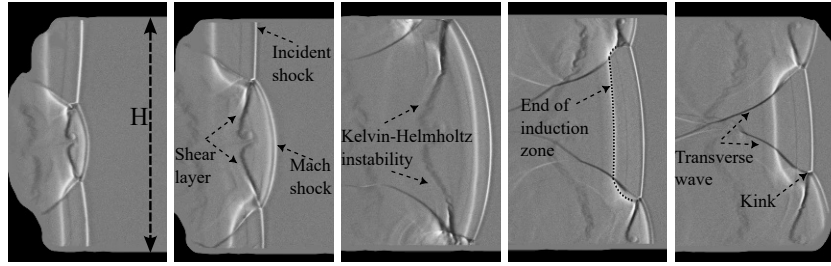 H
Incident
shock
Shear
layer
Mach
shock
Kelvin-Helmholtz
instability
End of
induction
zone
Transverse
wave
Kink